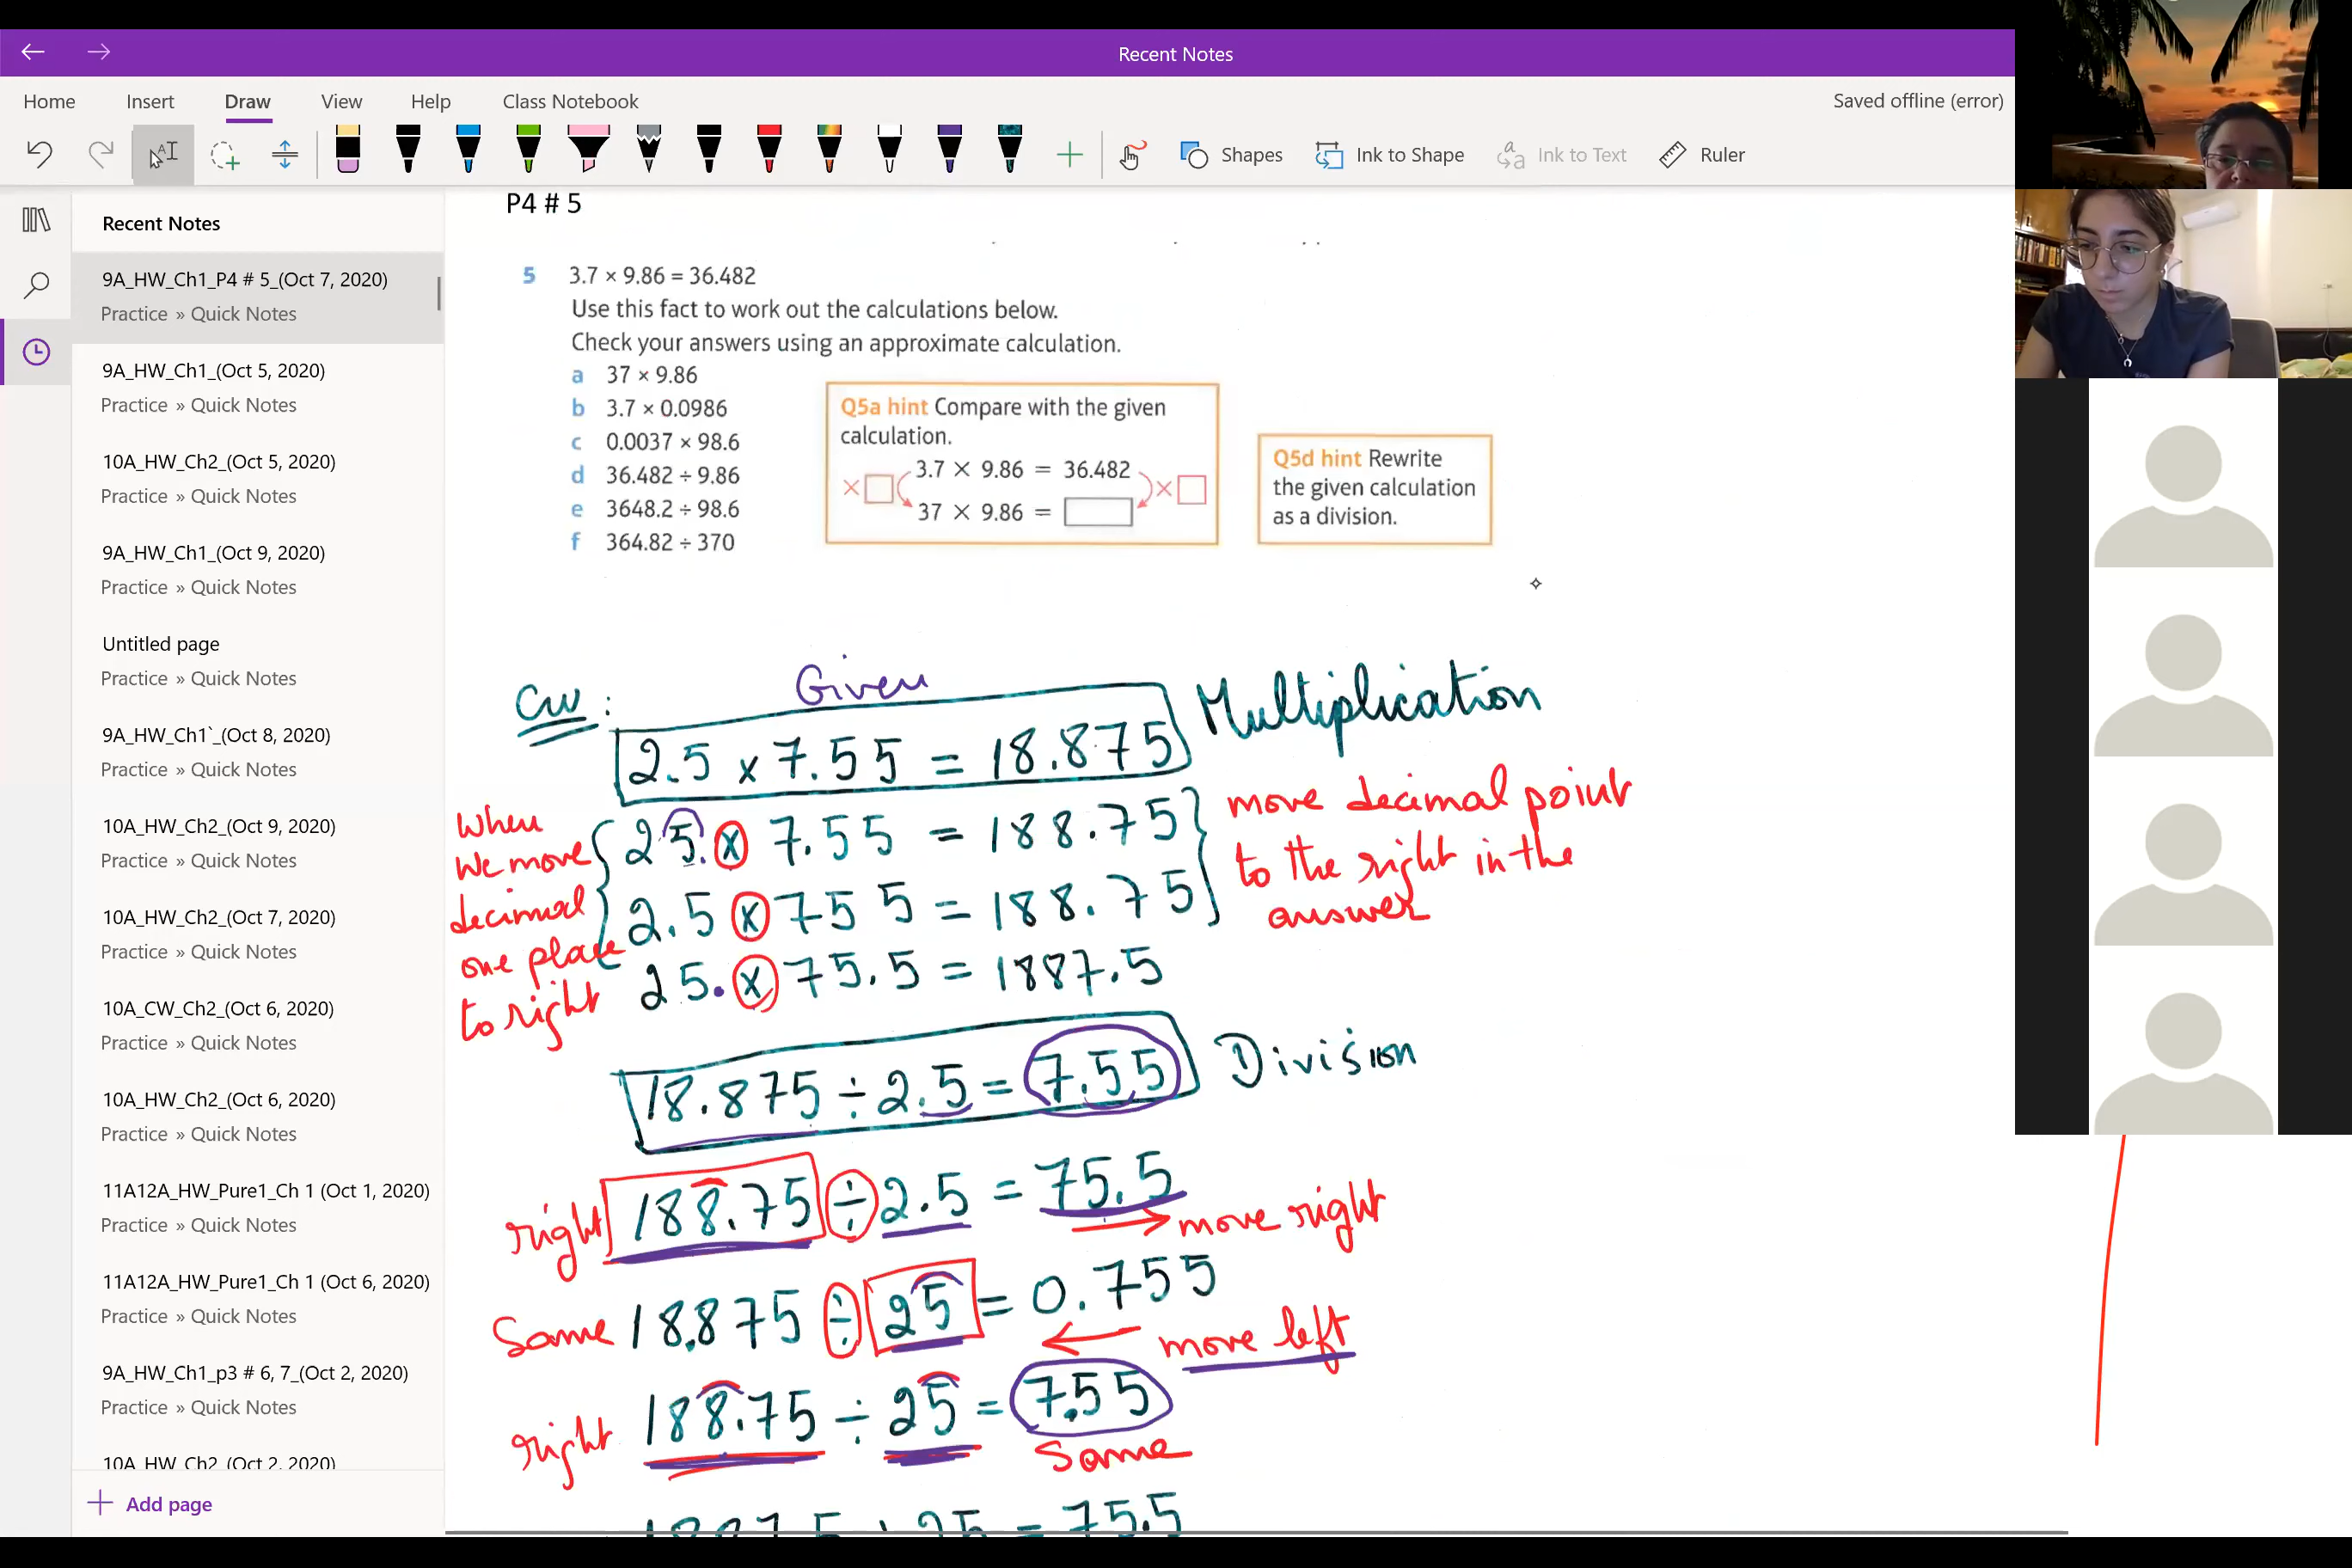 Recent Notes
Home Insert Draw View Help Class Notebook Saved offline (error)
Shapes Ink to Shape Ink to Text Ruler
Recent Notes
9A_HW_Ch1_P4 # 5_(Oct 7, 2020)
Practice » Quick Notes
9A_HW_Ch1_(Oct 5, 2020)
Practice » Quick Notes
10A_HW_Ch2_(Oct 5, 2020)
Practice » Quick Notes
9A_HW_Ch1_(Oct 9, 2020)
Practice » Quick Notes
Untitled page
Practice » Quick Notes
9A_HW_Ch1`_(Oct 8, 2020)
Practice » Quick Notes
10A_HW_Ch2_(Oct 9, 2020)
Practice » Quick Notes
10A_HW_Ch2_(Oct 7, 2020)
Practice » Quick Notes
10A_CW_Ch2_(Oct 6, 2020)
Practice » Quick Notes
10A_HW_Ch2_(Oct 6, 2020)
Practice » Quick Notes
11A12A_HW_Pure1_Ch 1 (Oct 1, 2020)
Practice » Quick Notes
11A12A_HW_Pure1_Ch 1 (Oct 6, 2020)
Practice » Quick Notes
9A_HW_Ch1_p3 # 6, 7_(Oct 2, 2020)
Practice » Quick Notes
10A_HW_Ch2_(Oct 2, 2020)
+ Add page
P4 # 5
5 3.7 × 9.86 = 36.482
Use this fact to work out the calculations below.
Check your answers using an approximate calculation.
a 37 × 9.86
b 3.7 × 0.0986
c 0.0037 × 98.6
d 36.482 ÷ 9.86
e 3648.2 ÷ 98.6
f 364.82 ÷ 370
Q5a hint Compare with the given
calculation.
3.7 × 9.86 = 36.482
× ×
37 × 9.86 =
Q5d hint Rewrite
the given calculation
as a division.
CW : Given
2.5 x 7.55 = 18.875 Multiplication
When
we move
decimal
one place
to right
25. x 7.55 = 188.75
2.5 x 755 = 188.75
25. x 75.5 = 1887.5
move decimal point
to the right in the
answer
18.875 ÷ 2.5 = 7.55 Division
right 188.75 ÷ 2.5 = 75.5
move right
Same 18.875 ÷ 25 = 0.755
move left
right 188.75 ÷ 25 = 7.55
Same
1887.5 ÷ 25 = 75.5